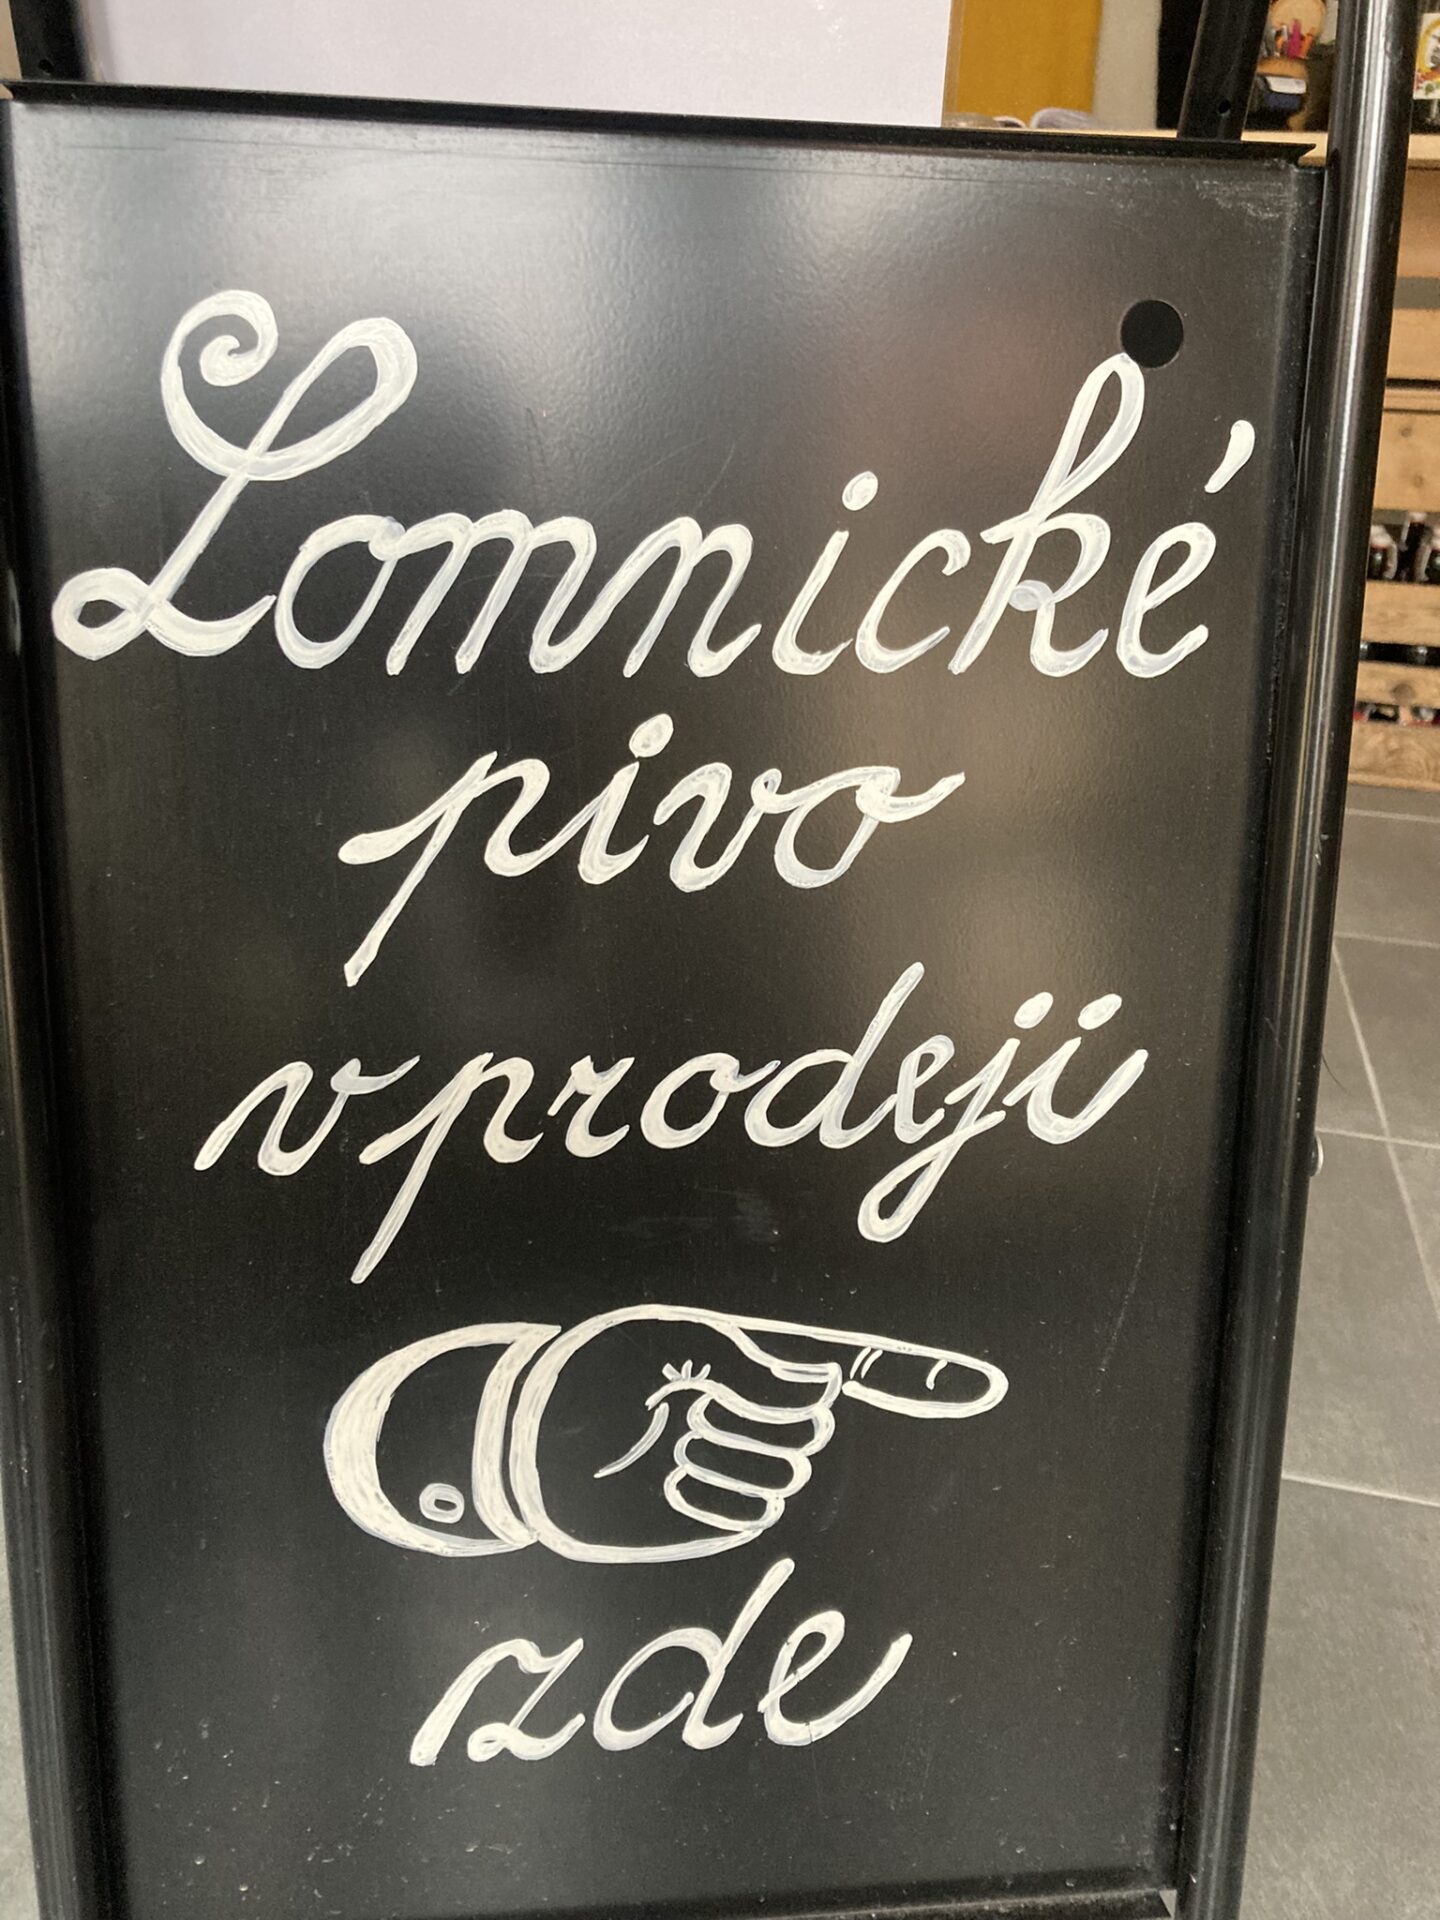 Lomnické
pivo
v prodeji
zde